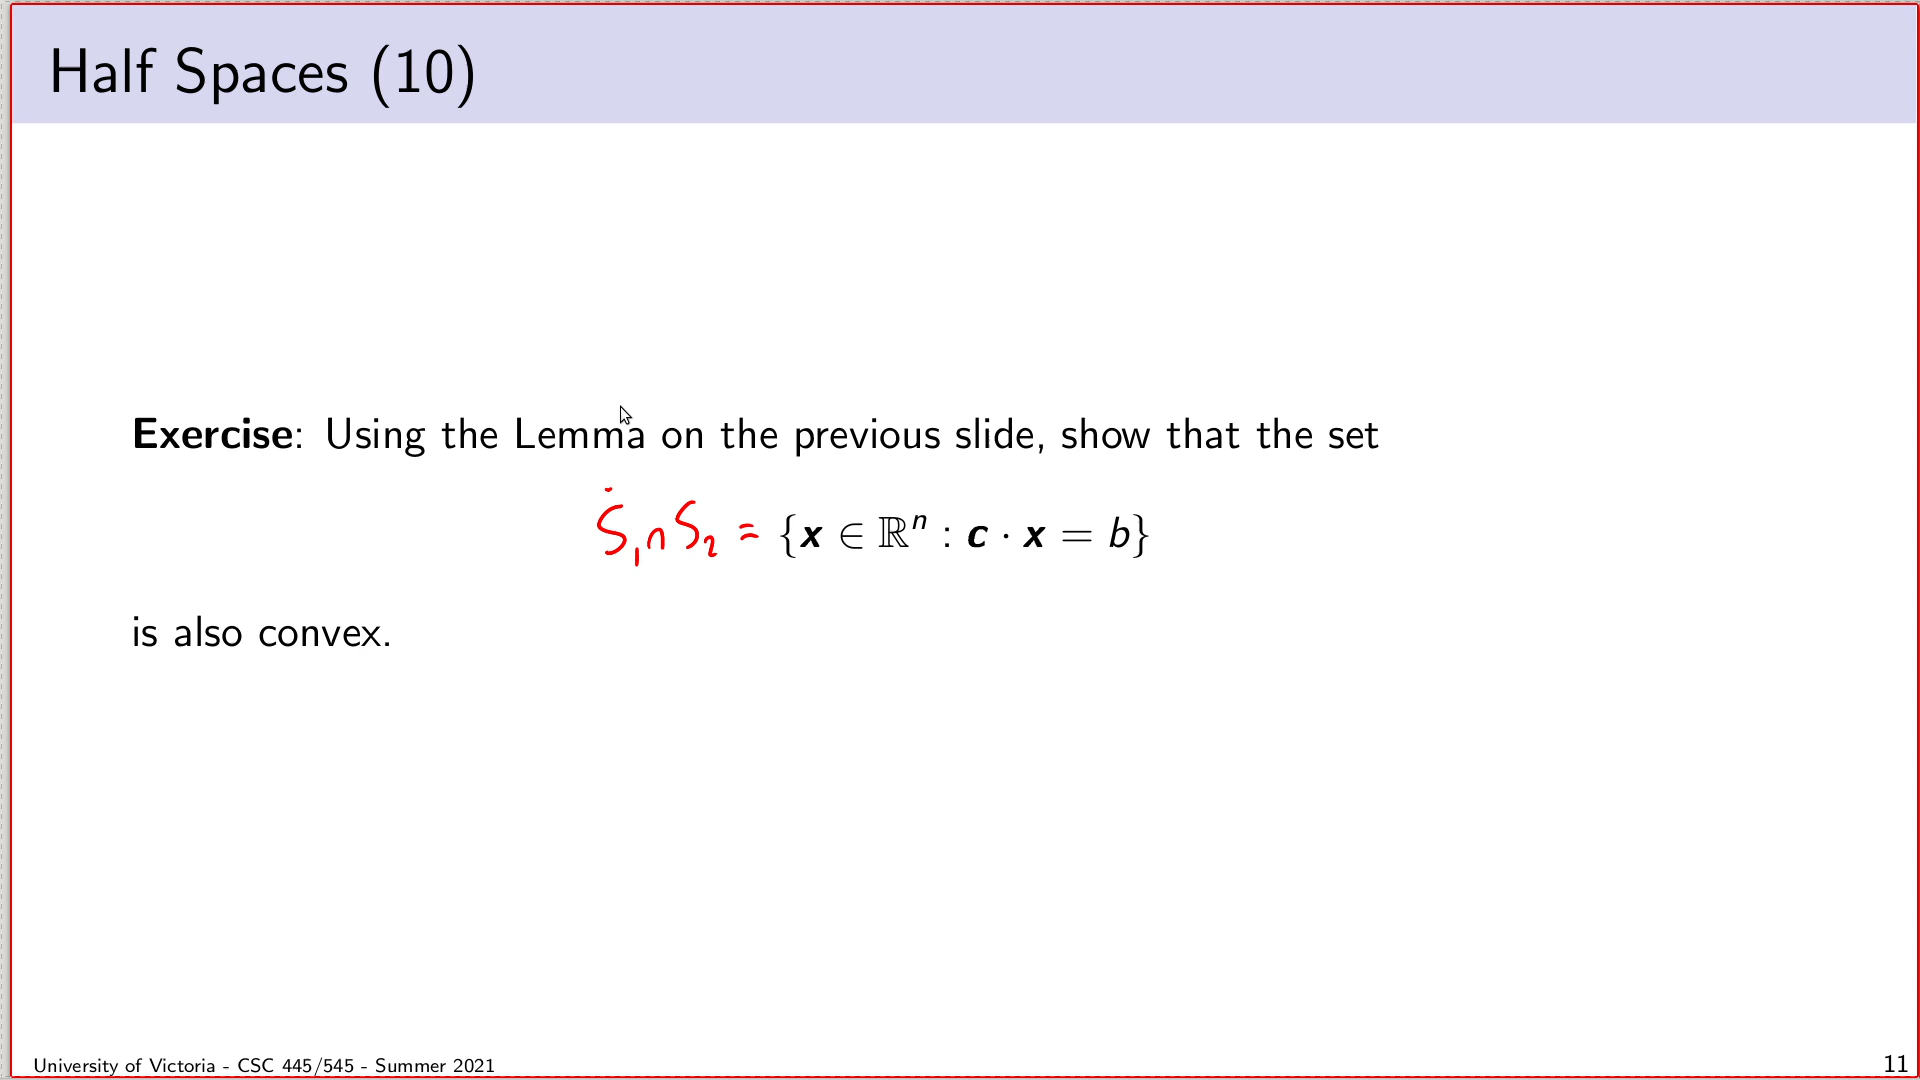 Half Spaces (10)
Exercise: Using the Lemma on the previous slide, show that the set
S₁ ∩ S₂ = {x ∈ ℝⁿ : c · x = b}
is also convex.
University of Victoria - CSC 445/545 - Summer 2021
11